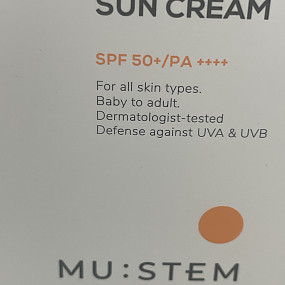 SUN CREAM
SPF 50+/PA ++++
For all skin types.
Baby to adult.
Dermatologist-tested
Defense against UVA & UVB
MU:STEM